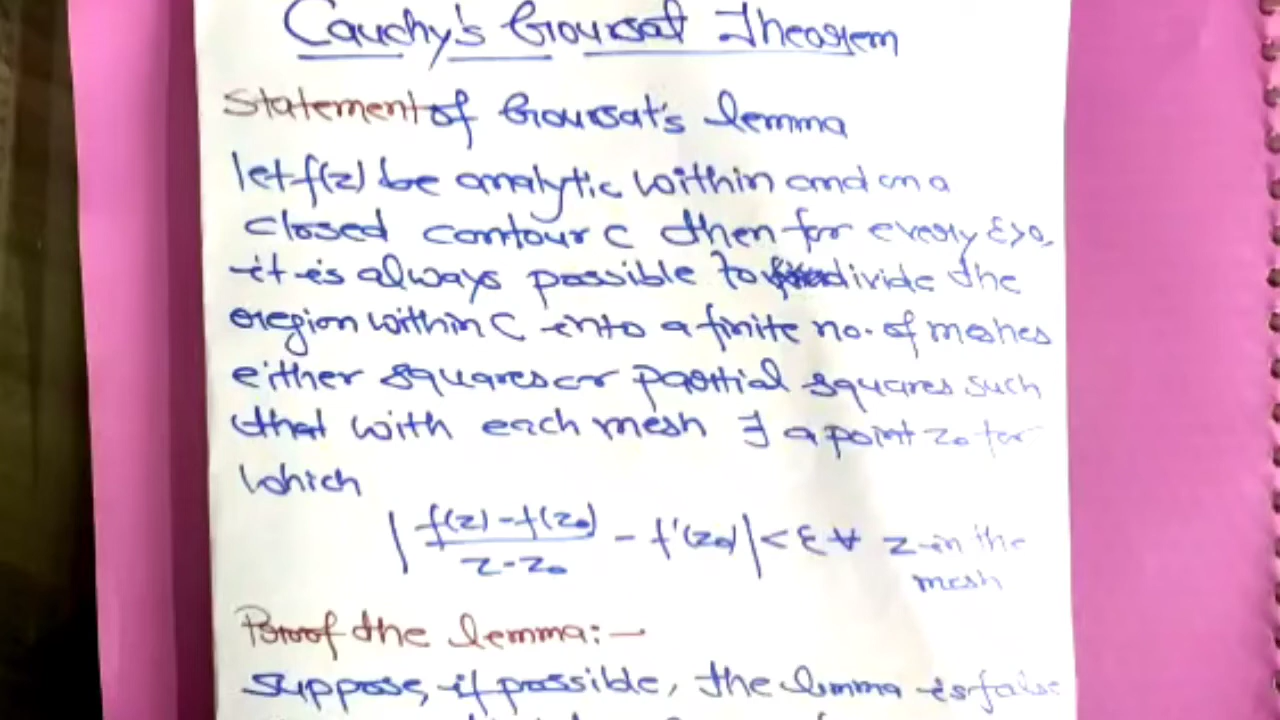 Cauchy's Goursat Theorem
Statement of Goursat's lemma
let f(z) be analytic within and on a
closed contour C then for every ε>0,
it is always possible to divide the
region within C into a finite no. of meshes
either squares or partial squares such
that with each mesh ∃ a point z₀ for
which
| f(z)-f(z₀) / z-z₀ - f'(z₀) | < ε ∀ z in the
mesh
Proof the lemma:-
Suppose, if possible, the lemma is false